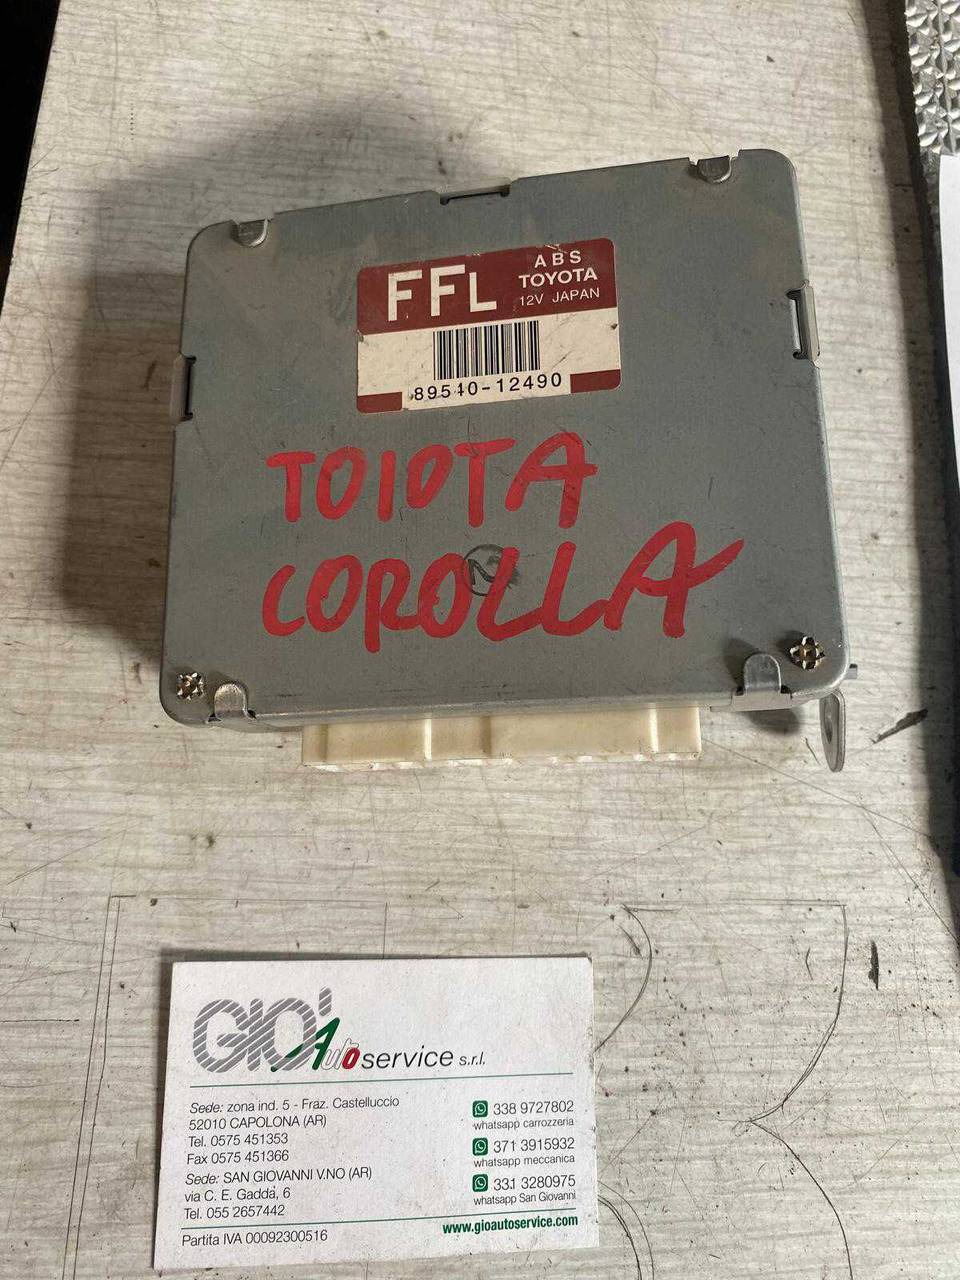 FFL
ABS
TOYOTA
12V JAPAN
89540-12490
TOIOTA
COROLLA
GIO' Autoservice s.r.l.
Sede: zona ind. 5 - Fraz. Castelluccio
52010 CAPOLONA (AR)
Tel. 0575 451353
Fax 0575 451366
Sede: SAN GIOVANNI V.NO (AR)
via C. E. Gadda, 6
Tel. 055 2657442
Partita IVA 00092300516
338 9727802
whatsapp carrozzeria
371 3915932
whatsapp meccanica
331 3280975
whatsapp San Giovanni
www.gioautoservice.com